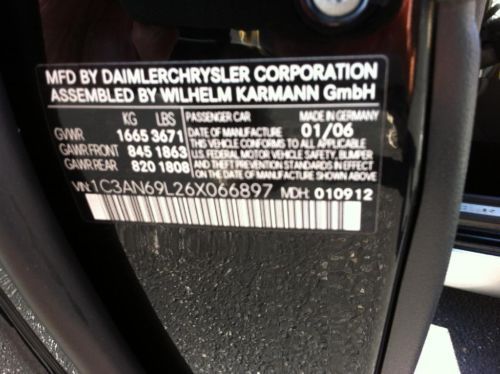 MFD BY DAIMLERCHRYSLER CORPORATION
ASSEMBLED BY WILHELM KARMANN GmbH
KG LBS PASSENGER CAR MADE IN GERMANY
GVWR 1665 3671 DATE OF MANUFACTURE 01/06
GAWR FRONT 845 1863 THIS VEHICLE CONFORMS TO ALL APPLICABLE
GAWR REAR 820 1808 U.S. FEDERAL MOTOR VEHICLE SAFETY, BUMPER
AND THEFT PREVENTION STANDARDS IN EFFECT
ON THE DATE OF MANUFACTURE SHOWN ABOVE
VIN: 1C3AN69L26X066897 MDH: 010912